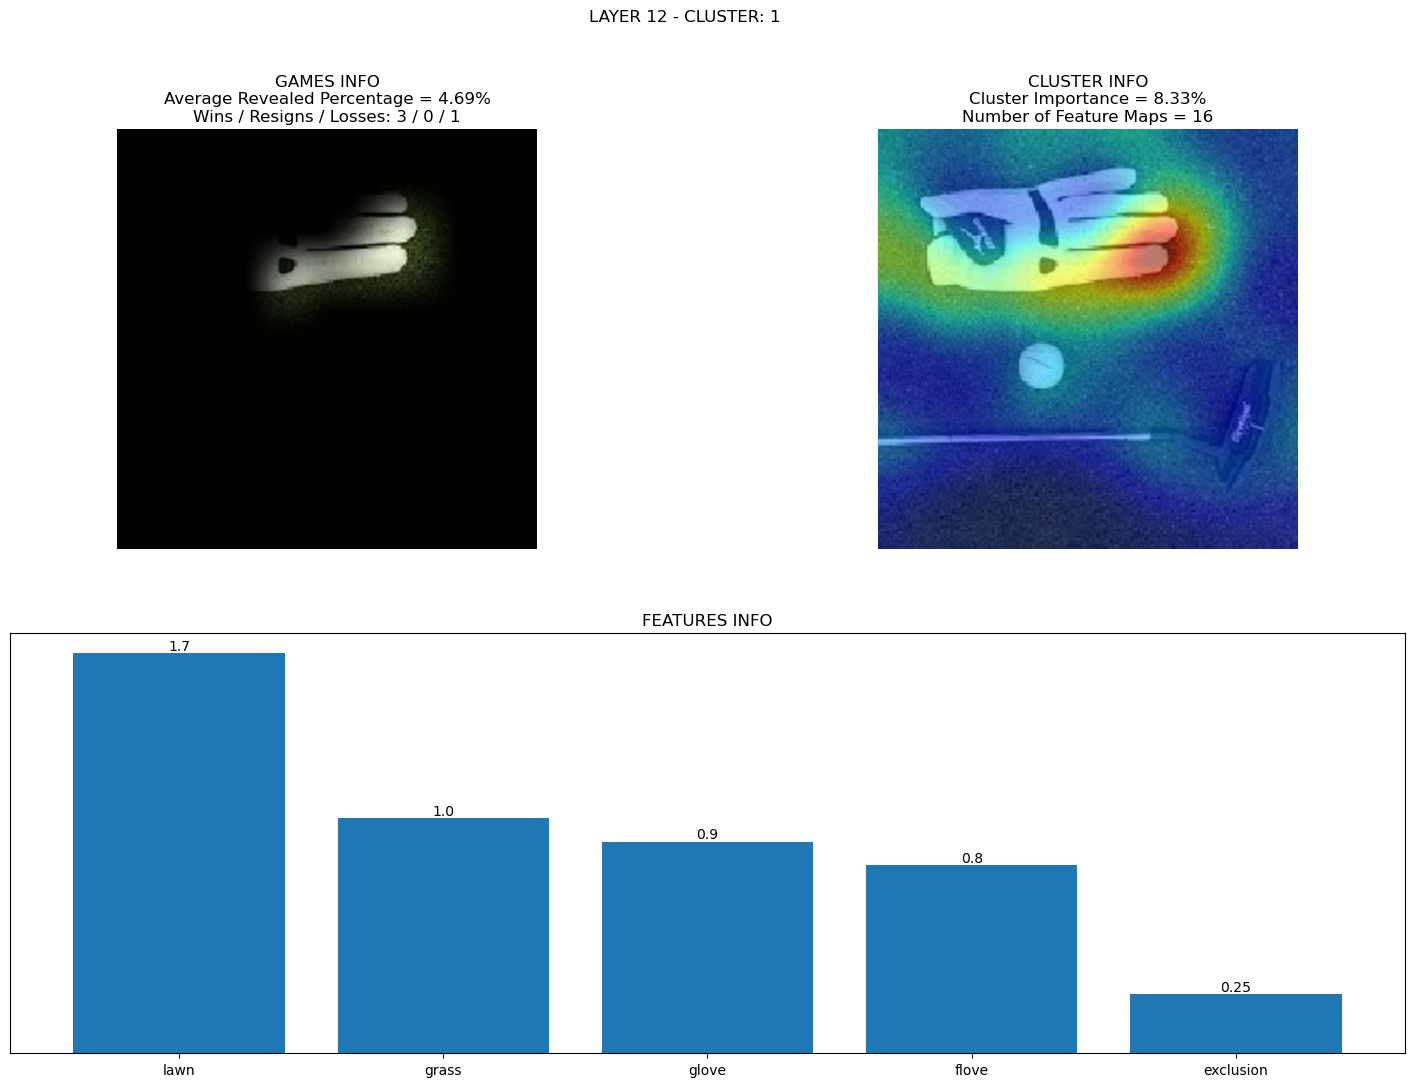 LAYER 12 - CLUSTER: 1
GAMES INFO
Average Revealed Percentage = 4.69%
Wins / Resigns / Losses: 3 / 0 / 1
CLUSTER INFO
Cluster Importance = 8.33%
Number of Feature Maps = 16
FEATURES INFO
1.7
1.0
0.9
0.8
0.25
lawn
grass
glove
flove
exclusion